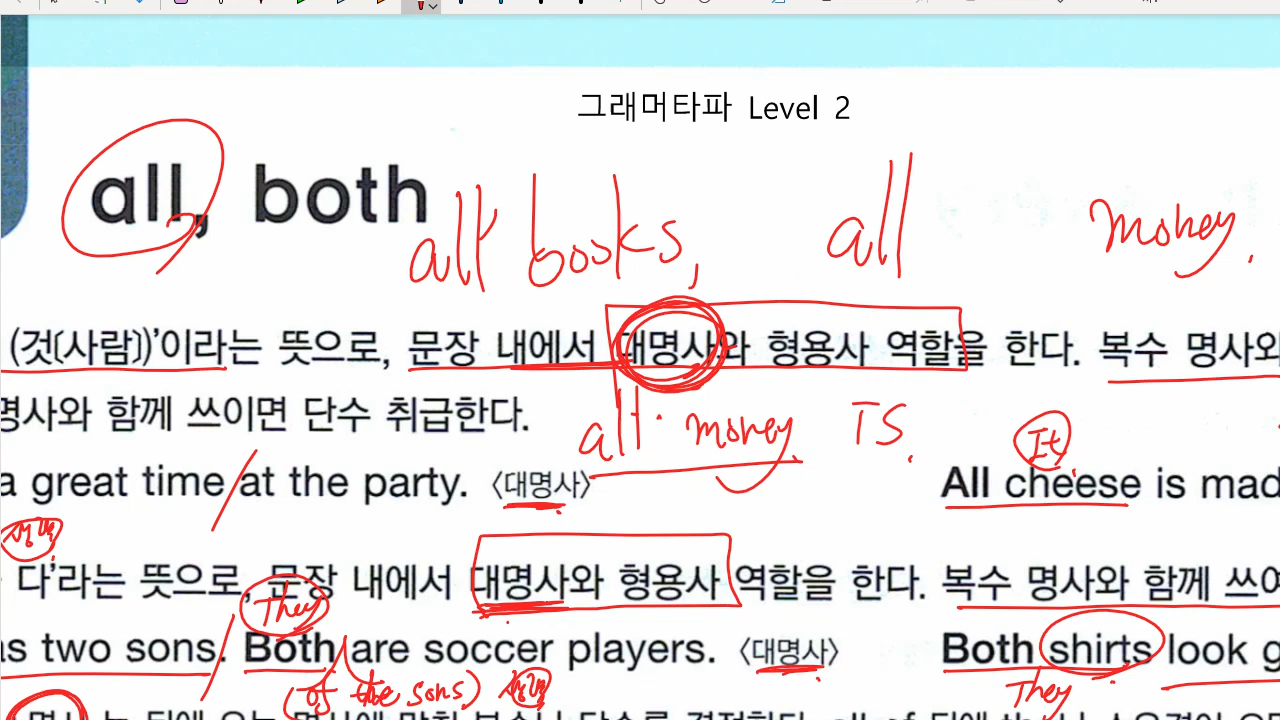 그래머타파 Level 2
all, both
all books, all money.
(것(사람))'이라는 뜻으로, 문장 내에서 대명사와 형용사 역할을 한다. 복수 명사와
all money is.
명사와 함께 쓰이면 단수 취급한다.
It
a great time / at the party. 〈대명사〉 All cheese is mad
생략
다'라는 뜻으로, 문장 내에서 대명사와 형용사 역할을 한다. 복수 명사와 함께 쓰여
They
as two sons. / Both are soccer players. 〈대명사〉 Both shirts look g
(of the sons) 생략 They